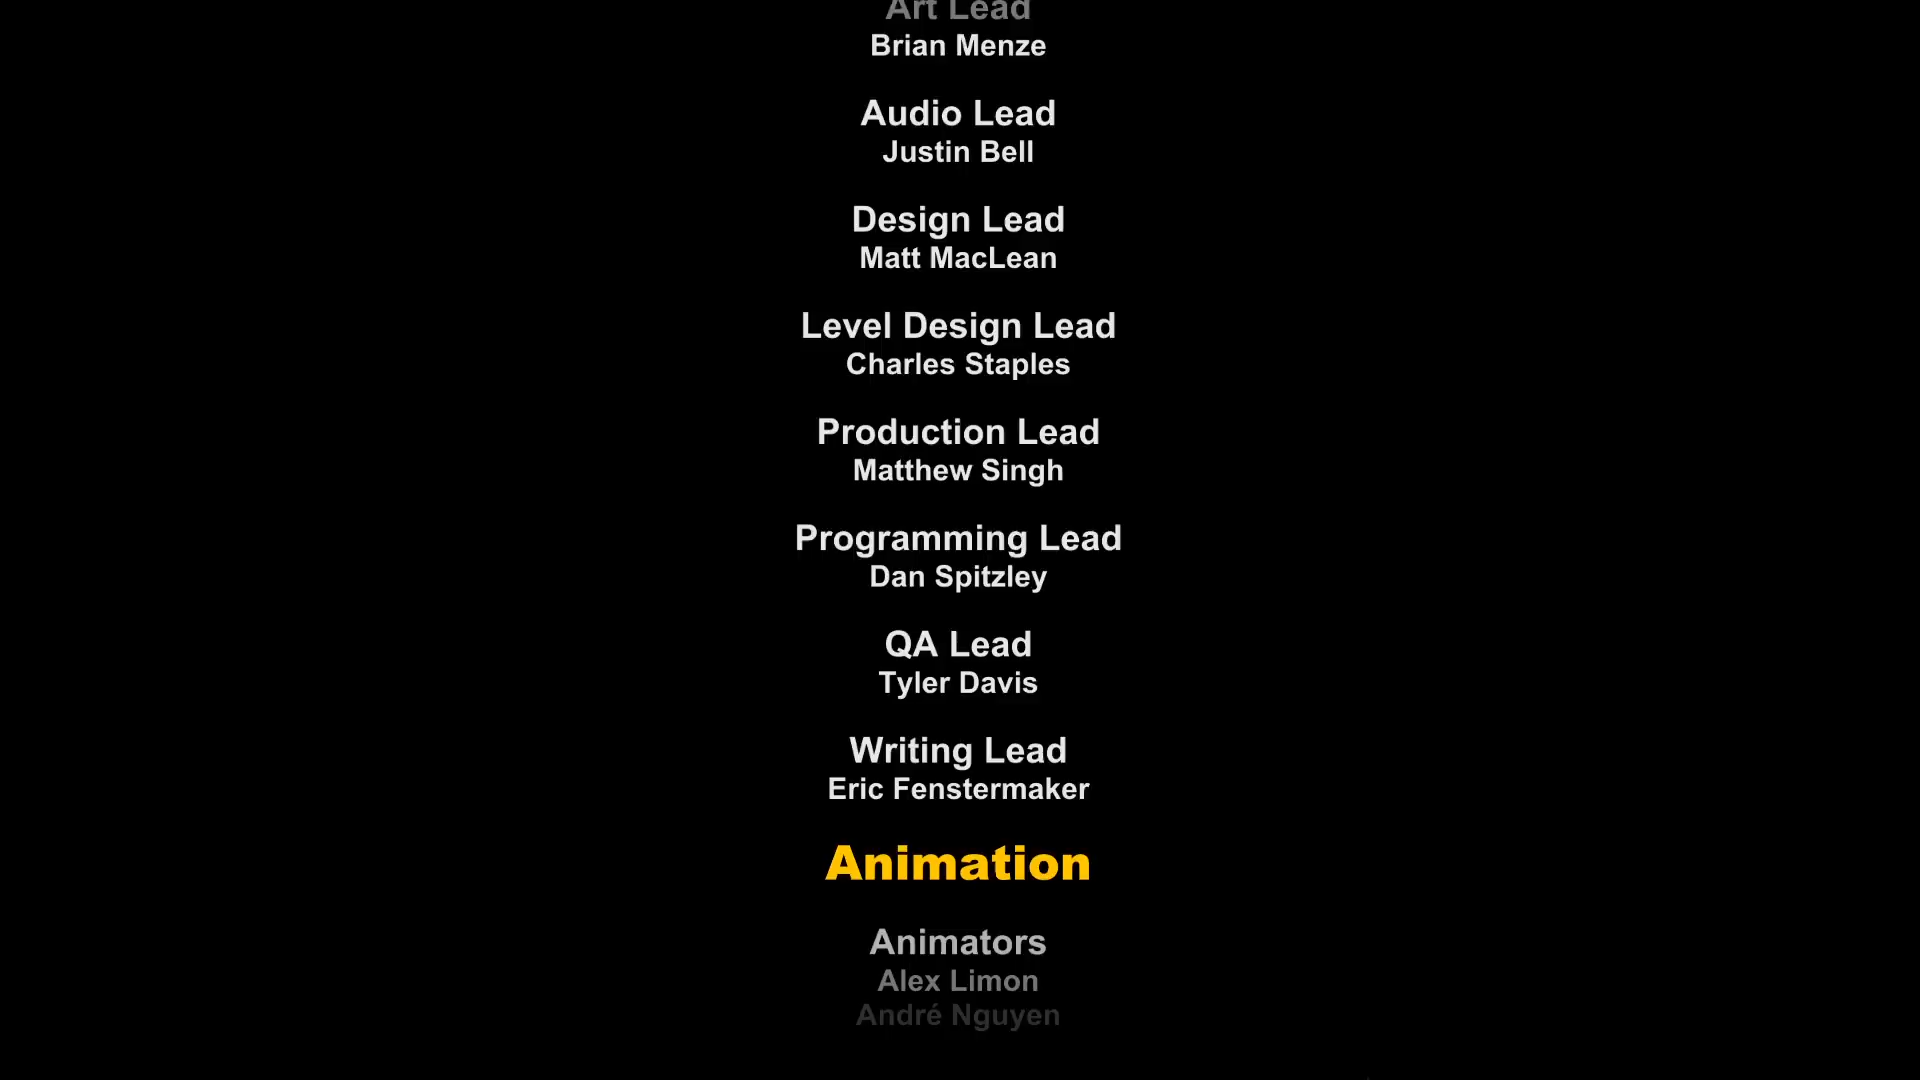 Art Lead
Brian Menze
Audio Lead
Justin Bell
Design Lead
Matt MacLean
Level Design Lead
Charles Staples
Production Lead
Matthew Singh
Programming Lead
Dan Spitzley
QA Lead
Tyler Davis
Writing Lead
Eric Fenstermaker
Animation
Animators
Alex Limon
André Nguyen